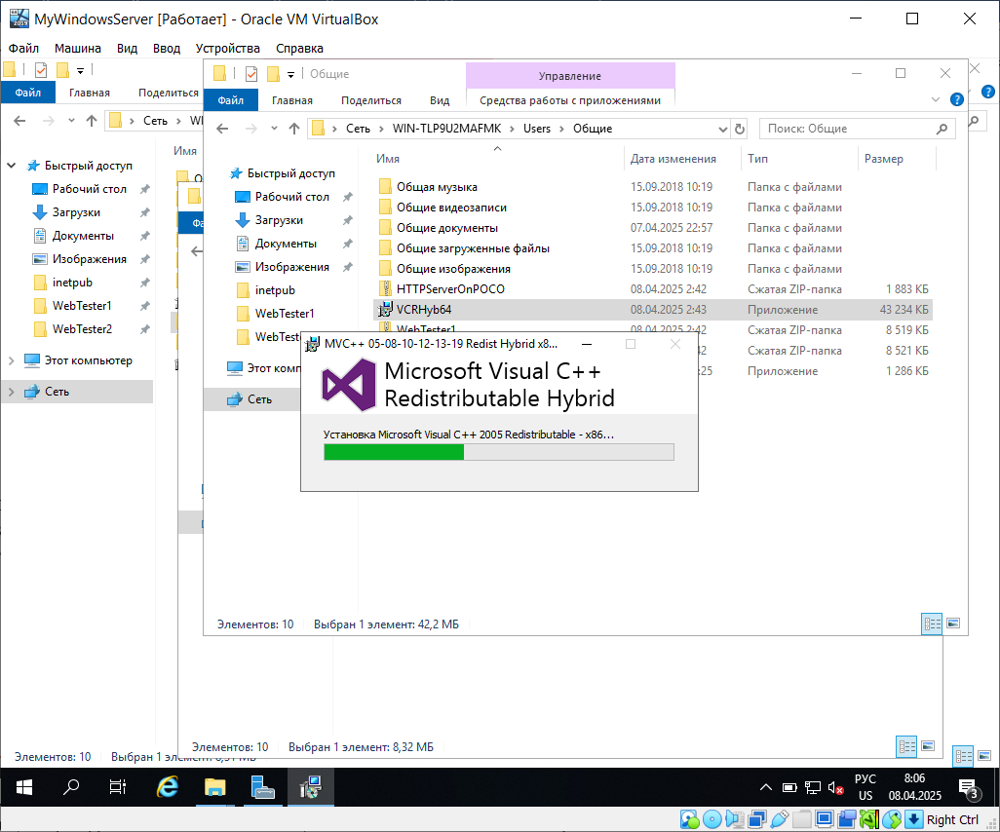 MyWindowsServer [Работает] - Oracle VM VirtualBox
Файл Машина Вид Ввод Устройства Справка
Файл Главная Поделиться
Сеть
Имя
Быстрый доступ
Рабочий стол
Загрузки
Документы
Изображения
inetpub
WebTester1
WebTester2
Этот компьютер
Сеть
Элементов: 10 Выбран 1
Элементов: 10 Выбран 1 элемент: 8,32 МБ
Общие
Управление
Файл Главная Поделиться Вид Средства работы с приложениями
Сеть WIN-TLP9U2MAFMK Users Общие
Поиск: Общие
Быстрый доступ
Рабочий стол
Загрузки
Документы
Изображения
inetpub
WebTester1
Сеть
Имя Дата изменения Тип Размер
Общая музыка 15.09.2018 10:19 Папка с файлами
Общие видеозаписи 15.09.2018 10:19 Папка с файлами
Общие документы 07.04.2025 22:57 Папка с файлами
Общие загруженные файлы 15.09.2018 10:19 Папка с файлами
Общие изображения 15.09.2018 10:19 Папка с файлами
HTTPServerOnPOCO 08.04.2025 2:42 Сжатая ZIP-папка 1 883 КБ
VCRHyb64 08.04.2025 2:43 Приложение 43 234 КБ
WebTester1 08.04.2025 2:42 Сжатая ZIP-папка 8 519 КБ
:42 Сжатая ZIP-папка 8 521 КБ
:25 Приложение 1 286 КБ
MVC++ 05-08-10-12-13-19 Redist Hybrid x8...
Microsoft Visual C++
Redistributable Hybrid
Установка Microsoft Visual C++ 2005 Redistributable - x86...
Элементов: 10 Выбран 1 элемент: 42,2 МБ
РУС
US
8:06
08.04.2025
3
Right Ctrl